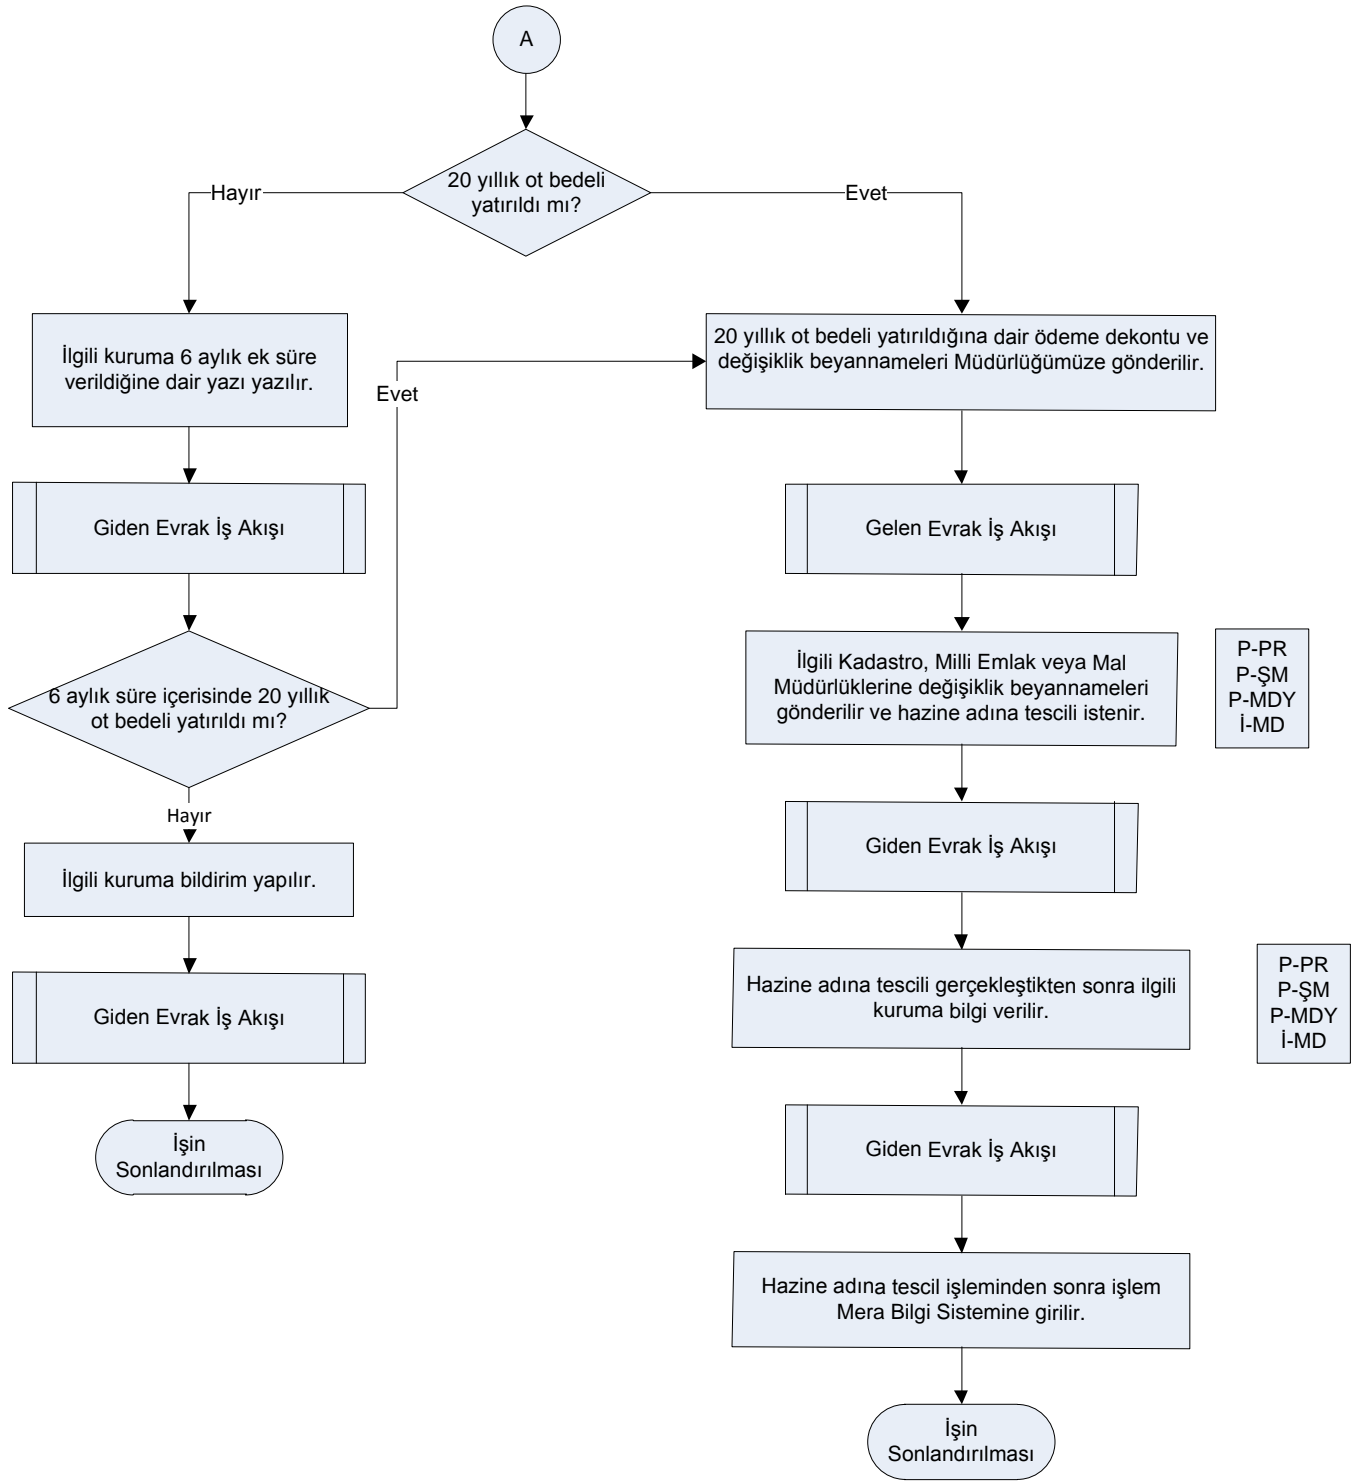 A
20 yıllık ot bedeli
yatırıldı mı?
Hayır
Evet
İlgili kuruma 6 aylık ek süre
verildiğine dair yazı yazılır.
Giden Evrak İş Akışı
6 aylık süre içerisinde 20 yıllık
ot bedeli yatırıldı mı?
Evet
Hayır
İlgili kuruma bildirim yapılır.
Giden Evrak İş Akışı
İşin
Sonlandırılması
20 yıllık ot bedeli yatırıldığına dair ödeme dekontu ve
değişiklik beyannameleri Müdürlüğümüze gönderilir.
Gelen Evrak İş Akışı
İlgili Kadastro, Milli Emlak veya Mal
Müdürlüklerine değişiklik beyannameleri
gönderilir ve hazine adına tescili istenir.
P-PR
P-ŞM
P-MDY
İ-MD
Giden Evrak İş Akışı
Hazine adına tescili gerçekleştikten sonra ilgili
kuruma bilgi verilir.
P-PR
P-ŞM
P-MDY
İ-MD
Giden Evrak İş Akışı
Hazine adına tescil işleminden sonra işlem
Mera Bilgi Sistemine girilir.
İşin
Sonlandırılması